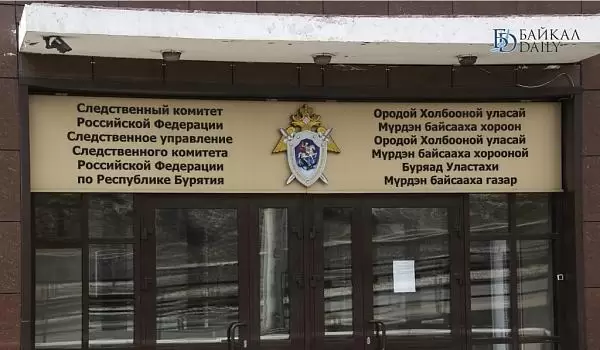 БАЙКАЛ
DAILY
Следственный комитет
Российской Федерации
Следственное управление
Следственного комитета
Российской Федерации
по Республике Бурятия
Ородой Холбооной уласай
Мүрдэн байсааха хороон
Ородой Холбооной уласай
Мүрдэн байсааха хорооной
Буряад Уластахи
Мүрдэн байсааха газар